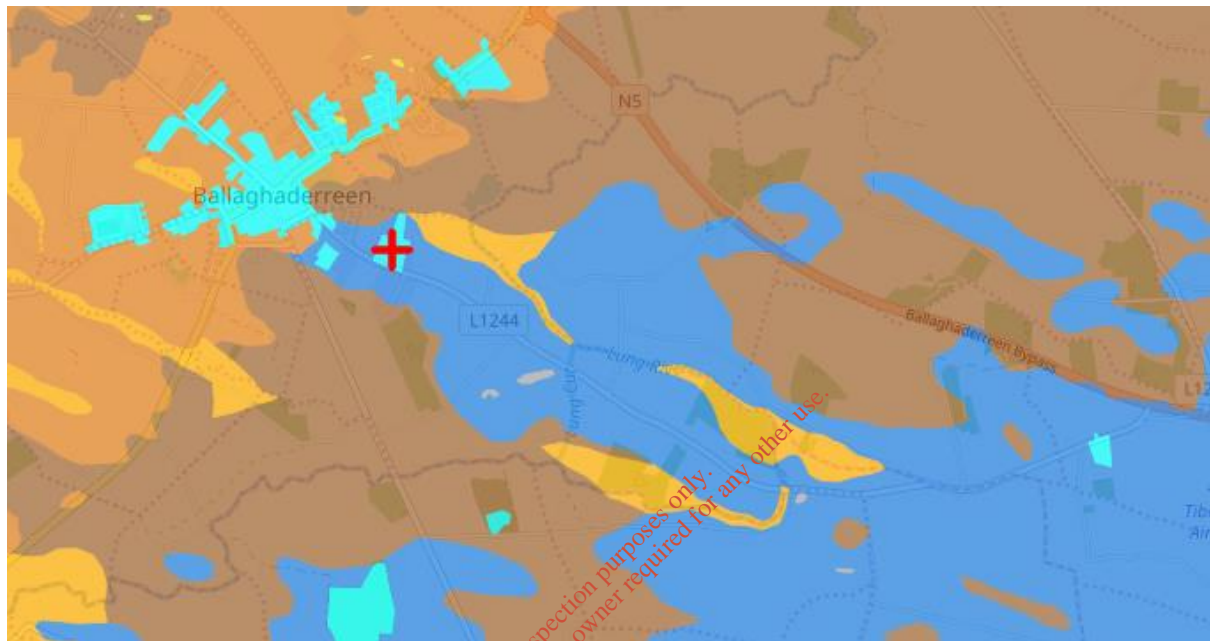 N5
Ballaghaderreen
L1244
Ballaghaderreen Bypass
L12
Lung Rive
Lung
Tib
Air
spection purposes only.
owner required for any other use.